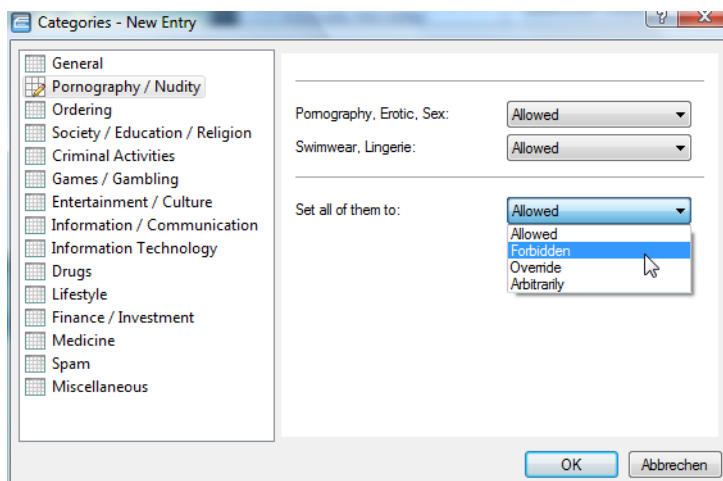 Categories - New Entry
General
Pornography / Nudity
Ordering
Society / Education / Religion
Criminal Activities
Games / Gambling
Entertainment / Culture
Information / Communication
Information Technology
Drugs
Lifestyle
Finance / Investment
Medicine
Spam
Miscellaneous
Pornography, Erotic, Sex: Allowed
Swimwear, Lingerie: Allowed
Set all of them to: Allowed
Allowed
Forbidden
Override
Arbitrarily
OK Abbrechen